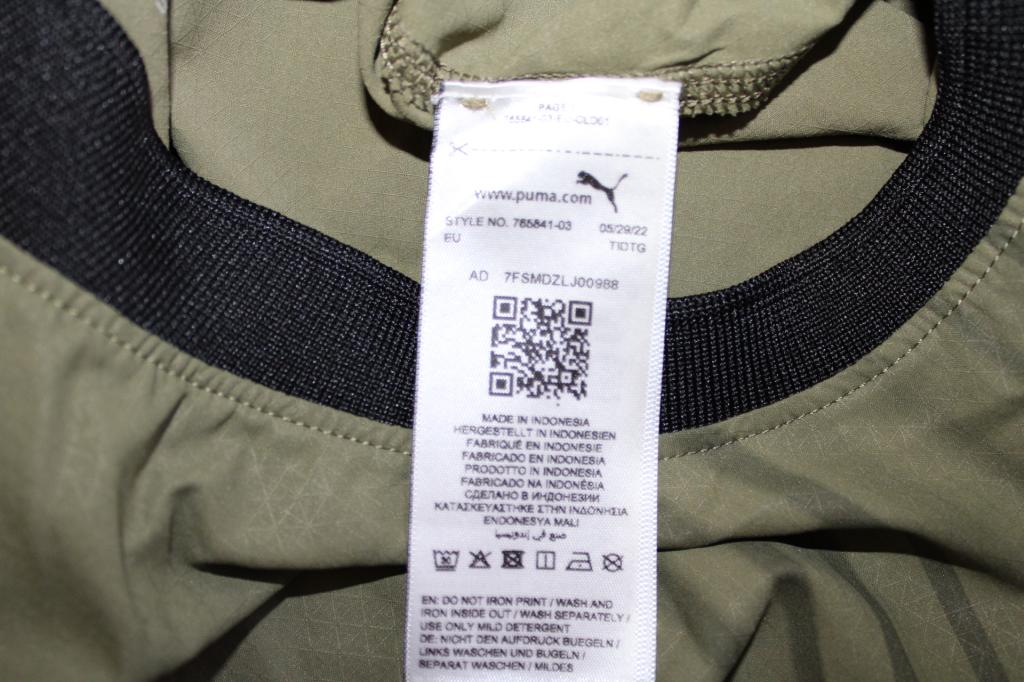 PAGE
765841-03
www.puma.com
STYLE NO. 765841-03 05/29/22
EU TIDTG
AD 7FSMDZLJ00988
MADE IN INDONESIA
HERGESTELLT IN INDONESIEN
FABRIQUÉ EN INDONESIE
FABRICADO EN INDONESIA
PRODOTTO IN INDONESIA
FABRICADO NA INDONÉSIA
СДЕЛАНО В ИНДОНЕЗИИ
ΚΑΤΑΣΚΕΥΑΣΤΗΚΕ ΣΤΗΝ ΙΝΔΟΝΗΣΙΑ
ENDONESYA MALI
صنع في إندونيسيا
EN: DO NOT IRON PRINT / WASH AND
IRON INSIDE OUT / WASH SEPARATELY /
USE ONLY MILD DETERGENT
DE: NICHT DEN AUFDRUCK BUEGELN /
LINKS WASCHEN UND BUGELN /
SEPARAT WASCHEN / MILDES